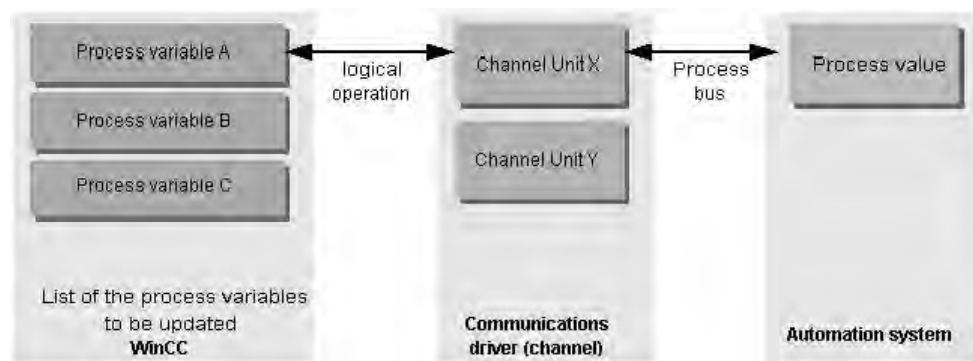 Process variable A
Process variable B
Process variable C
List of the process variables
to be updated
WinCC
logical
operation
Channel Unit X
Channel Unit Y
Communications
driver (channel)
Process
bus
Process value
Automation system